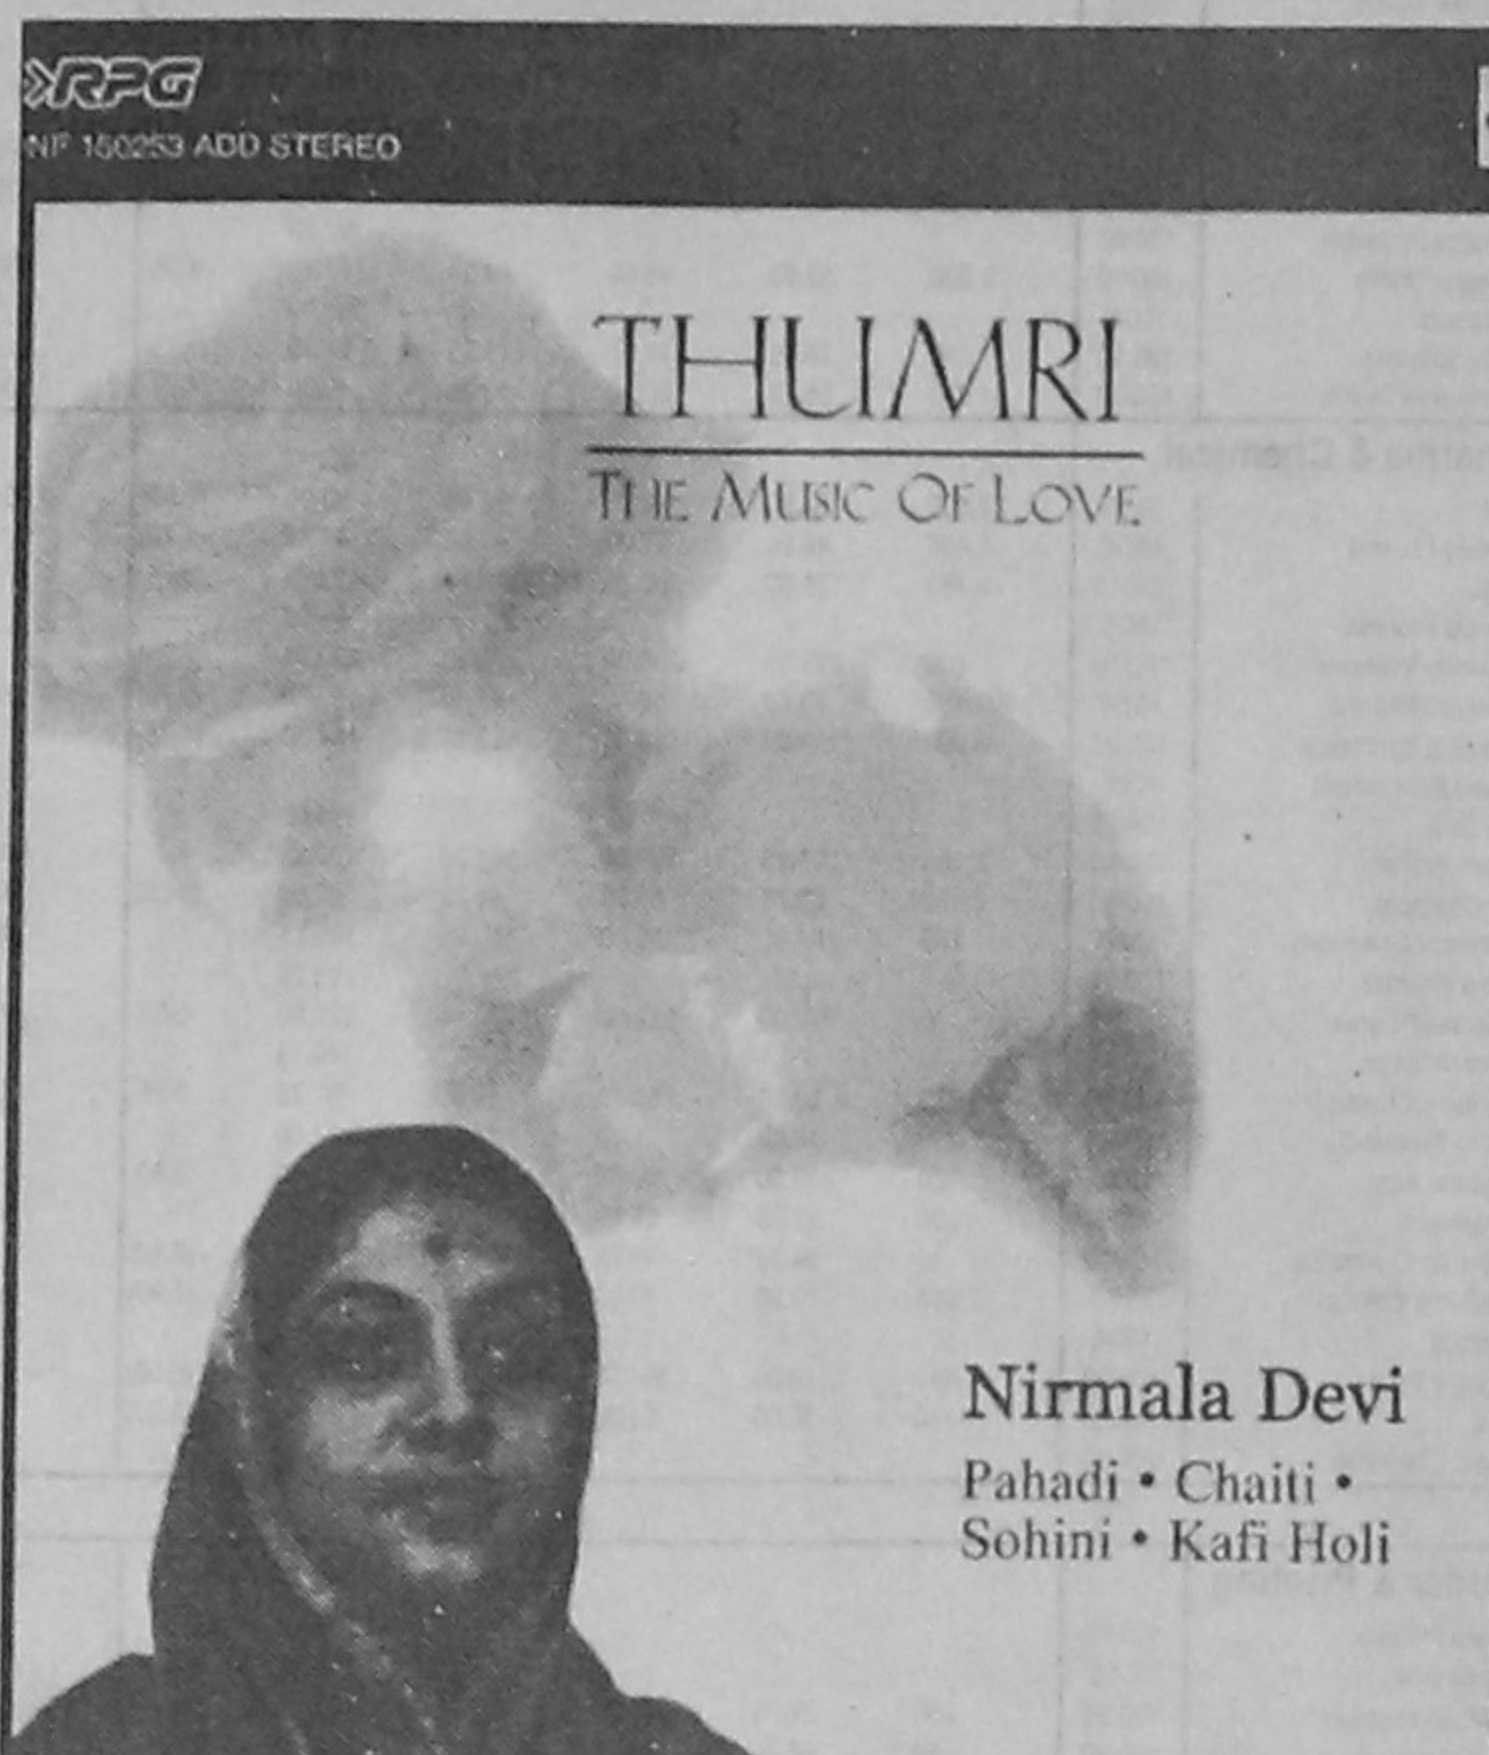 RPG
NF 150253 ADD STEREO
THUMRI
THE MUSIC OF LOVE
Nirmala Devi
Pahadi • Chaiti •
Sohini • Kafi Holi